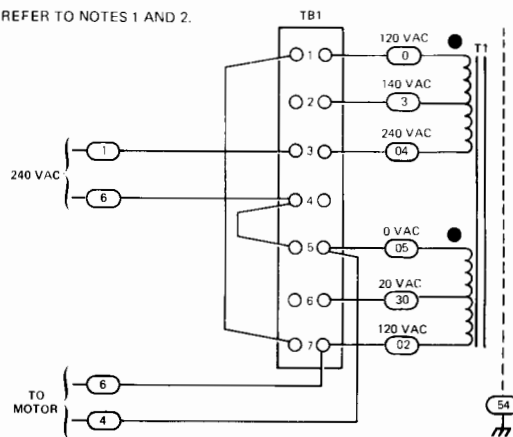 REFER TO NOTES 1 AND 2.
TB1
120 VAC
1
0
T1
140 VAC
2
3
240 VAC
1
3
04
240 VAC
6
4
0 VAC
5
05
20 VAC
6
30
120 VAC
7
02
6
TO
MOTOR
4
54